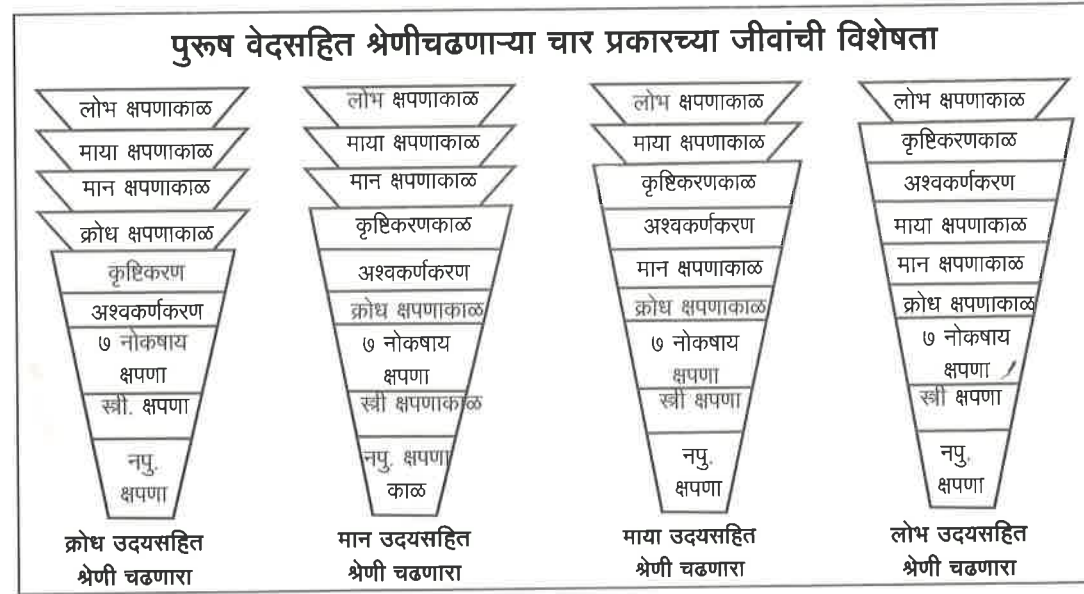 पुरूष वेदसहित श्रेणीचढणाऱ्या चार प्रकारच्या जीवांची विशेषता
लोभ क्षपणाकाळ
माया क्षपणाकाळ
मान क्षपणाकाळ
क्रोध क्षपणाकाळ
कृष्टिकरण
अश्वकर्णकरण
७ नोकषाय
क्षपणा
स्त्री. क्षपणा
नपु.
क्षपणा
क्रोध उदयसहित
श्रेणी चढणारा
लोभ क्षपणाकाळ
माया क्षपणाकाळ
मान क्षपणाकाळ
कृष्टिकरणकाळ
अश्वकर्णकरण
क्रोध क्षपणाकाळ
७ नोकषाय
क्षपणा
स्त्री क्षपणाकाळ
नपु. क्षपणा
काळ
मान उदयसहित
श्रेणी चढणारा
लोभ क्षपणाकाळ
माया क्षपणाकाळ
कृष्टिकरणकाळ
अश्वकर्णकरण
मान क्षपणाकाळ
क्रोध क्षपणाकाळ
७ नोकषाय
क्षपणा
स्त्री क्षपणा
नपु.
क्षपणा
माया उदयसहित
श्रेणी चढणारा
लोभ क्षपणाकाळ
कृष्टिकरणकाळ
अश्वकर्णकरण
माया क्षपणाकाळ
मान क्षपणाकाळ
क्रोध क्षपणाकाळ
७ नोकषाय
क्षपणा
स्त्री क्षपणा
नपु.
क्षपणा
लोभ उदयसहित
श्रेणी चढणारा